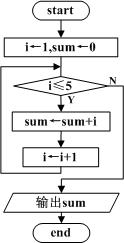 start
i←1,sum←0
i≤5
N
Y
sum←sum+i
i←i+1
输出sum
end